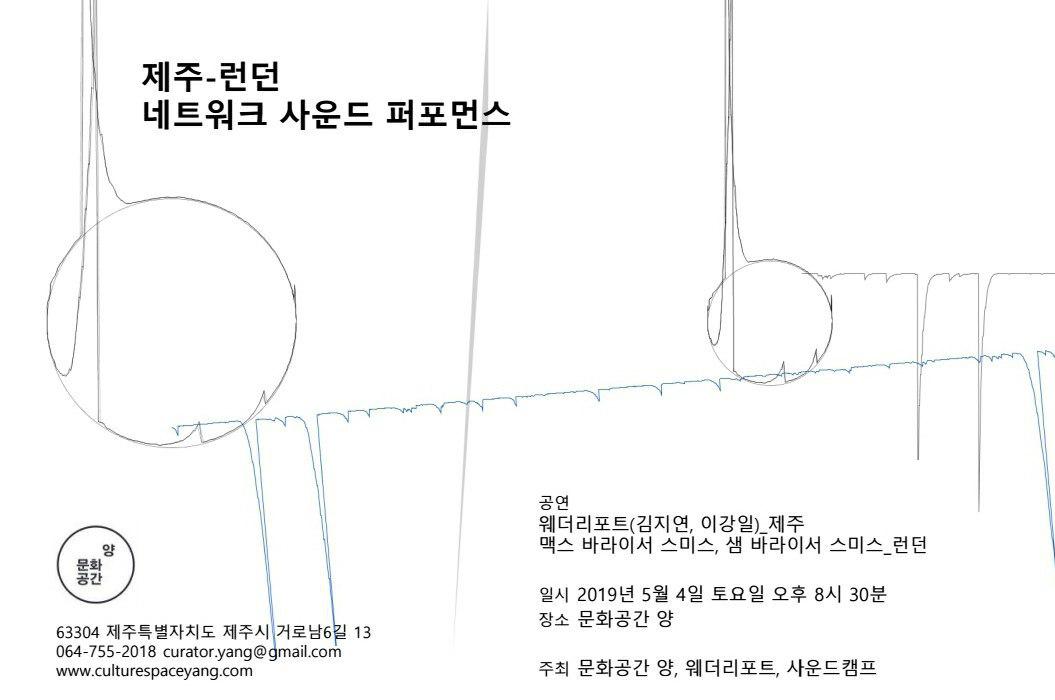 제주-런던
네트워크 사운드 퍼포먼스
공연
웨더리포트(김지연, 이강일)_제주
맥스 바라이서 스미스, 샘 바라이서 스미스_런던
일시 2019년 5월 4일 토요일 오후 8시 30분
장소 문화공간 양
주최 문화공간 양, 웨더리포트, 사운드캠프
양
문화
공간
63304 제주특별자치도 제주시 거로남6길 13
064-755-2018 curator.yang@gmail.com
www.culturespaceyang.com